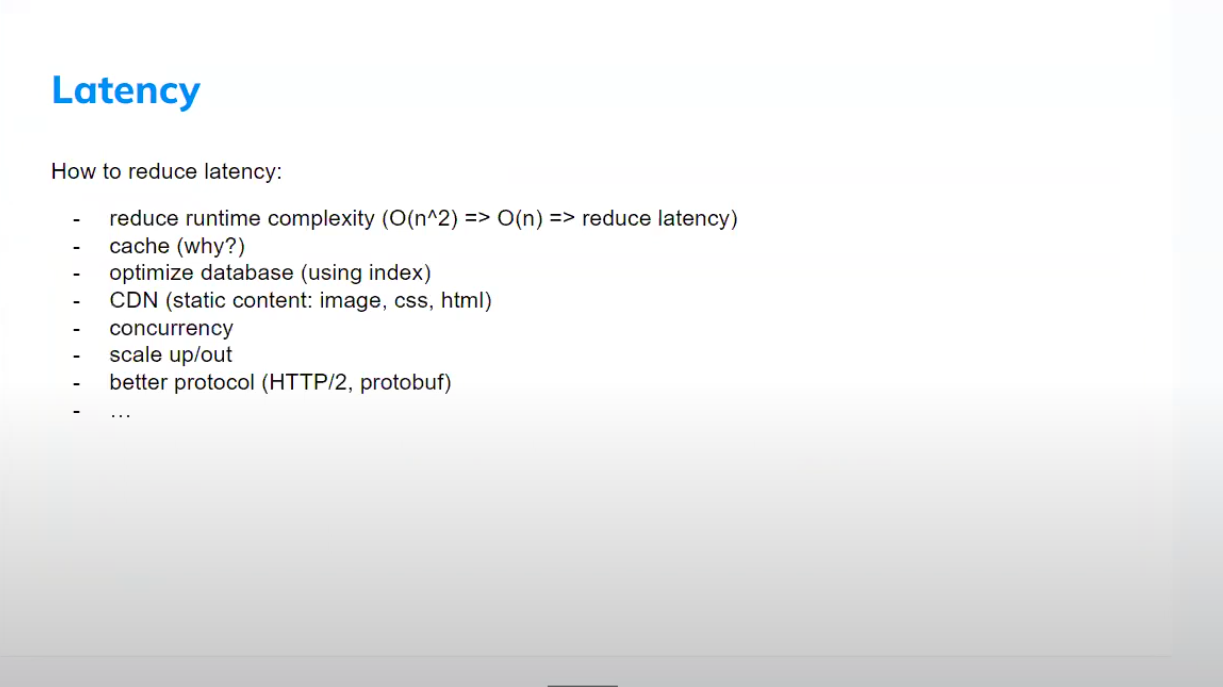 Latency
How to reduce latency:
- reduce runtime complexity (O(n^2) => O(n) => reduce latency)
- cache (why?)
- optimize database (using index)
- CDN (static content: image, css, html)
- concurrency
- scale up/out
- better protocol (HTTP/2, protobuf)
- …